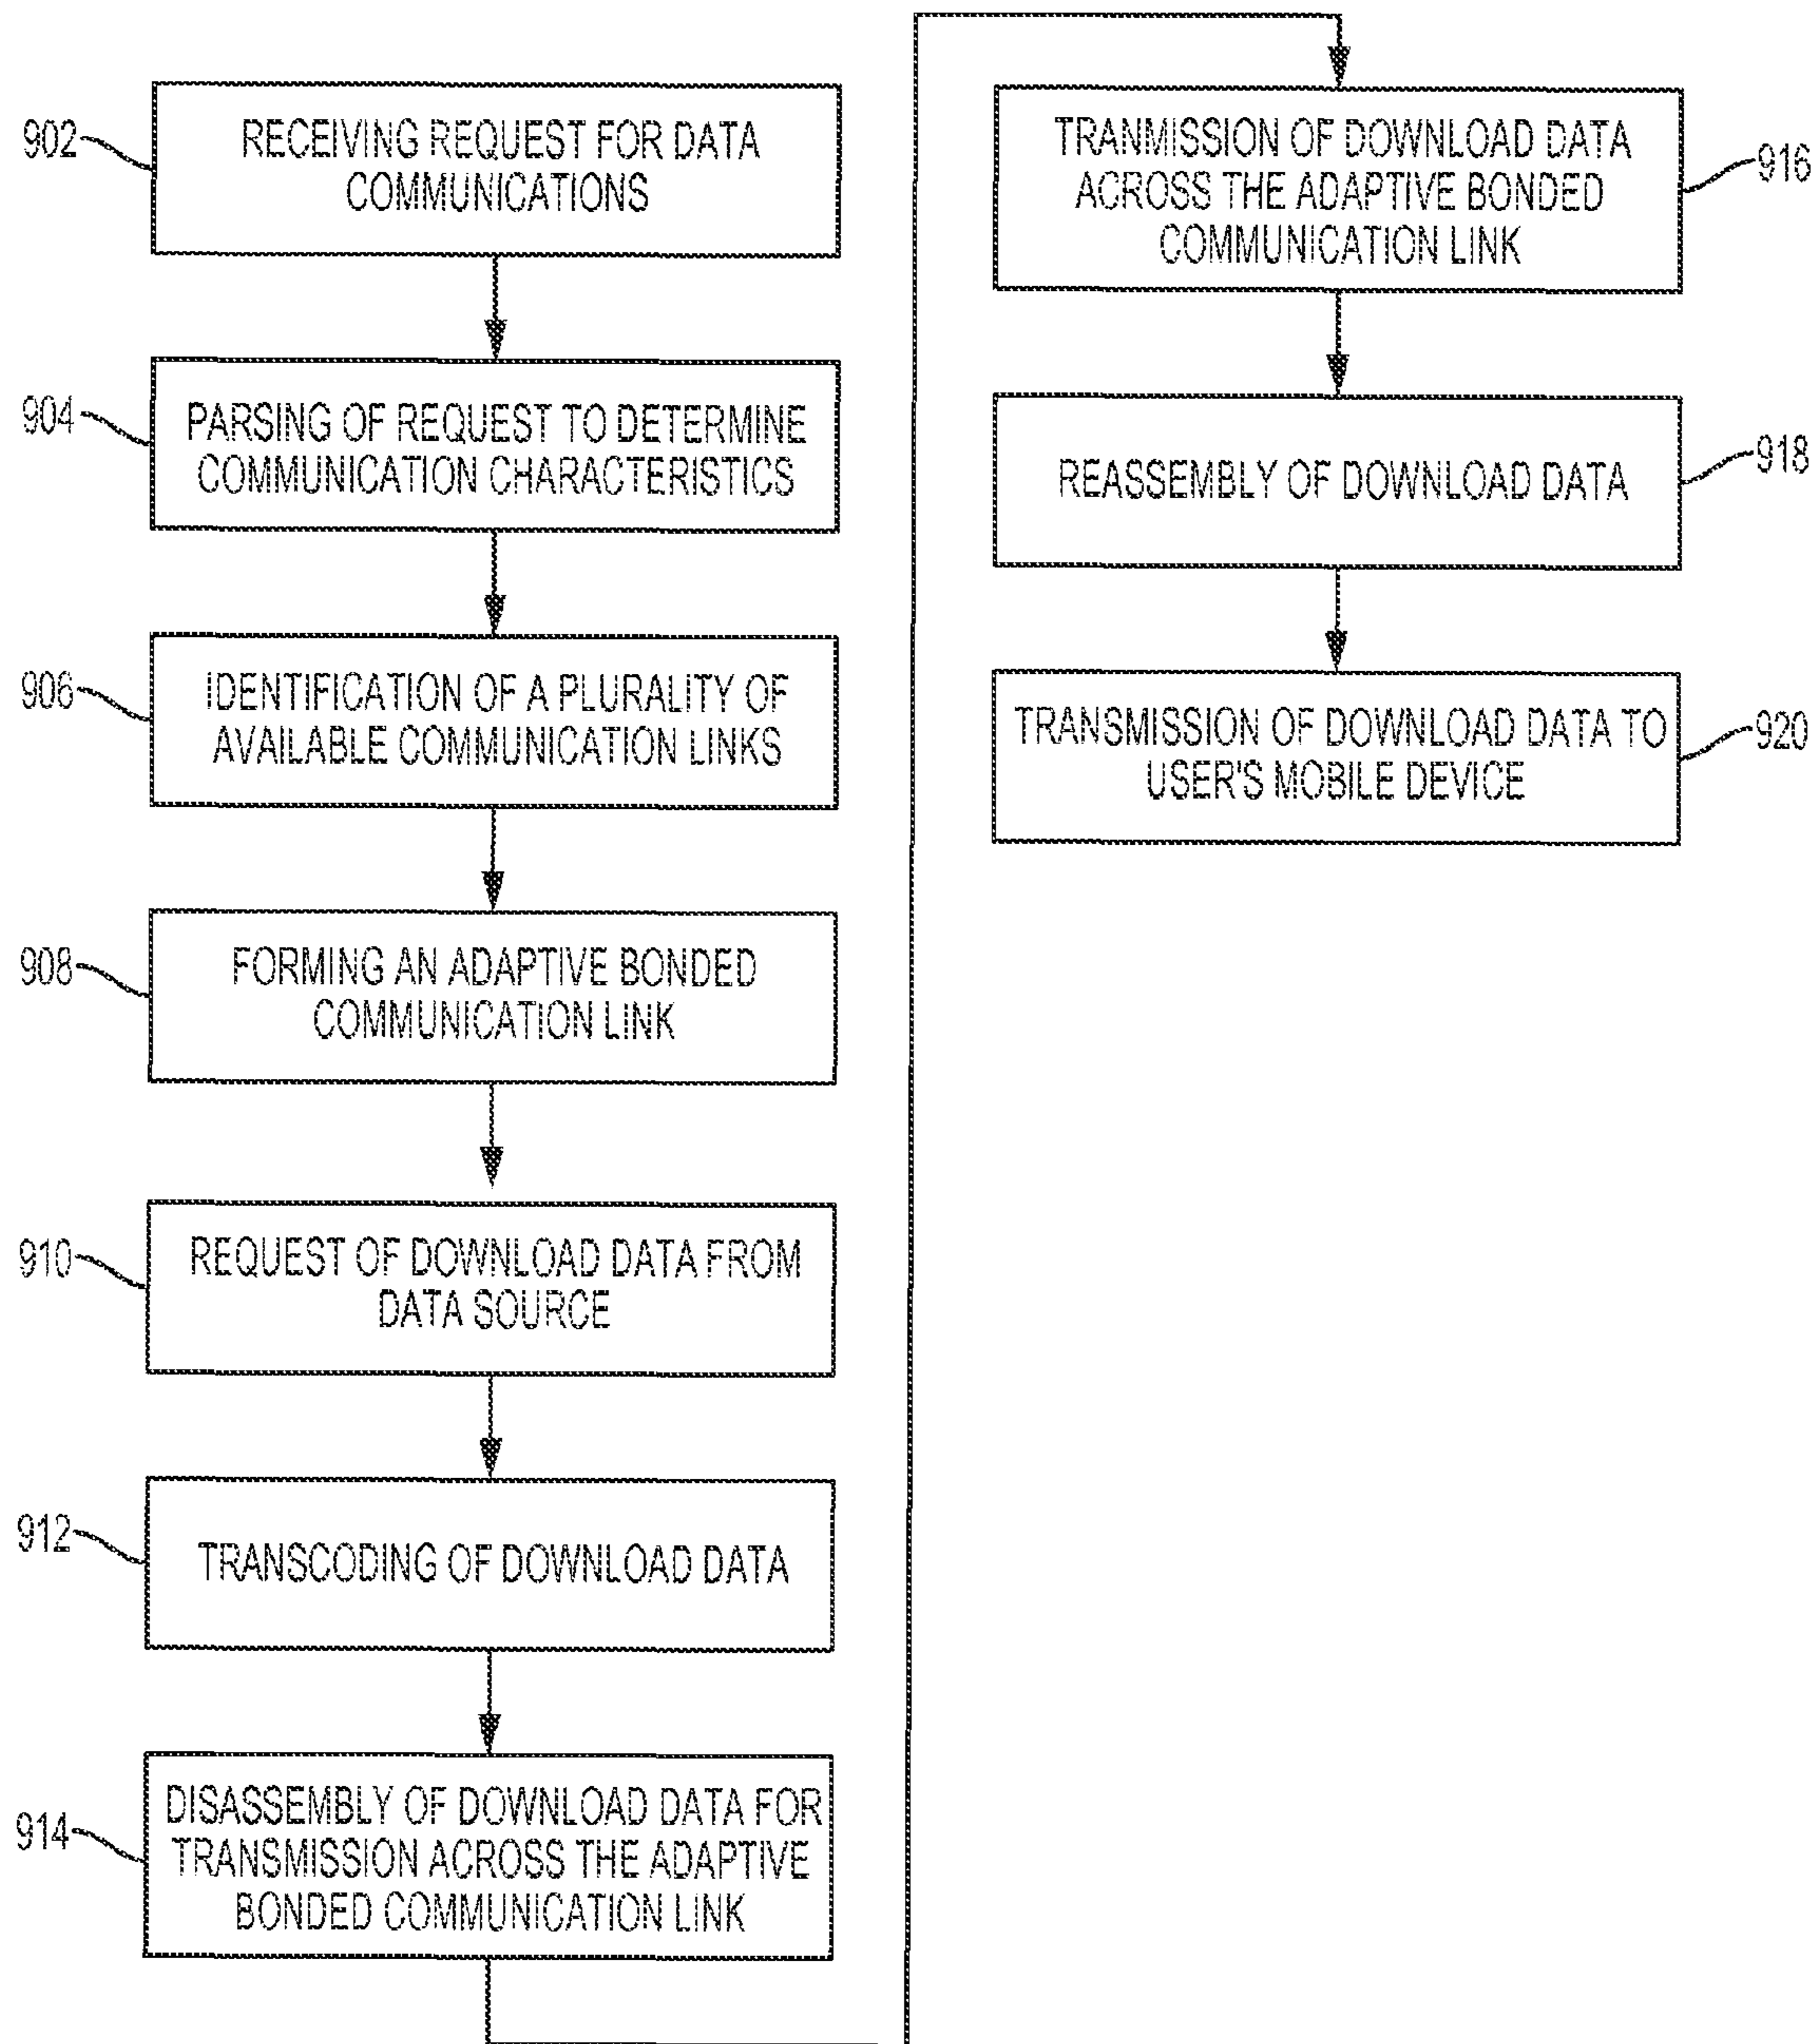 902
RECEIVING REQUEST FOR DATA
COMMUNICATIONS
904
PARSING OF REQUEST TO DETERMINE
COMMUNICATION CHARACTERISTICS
906
IDENTIFICATION OF A PLURALITY OF
AVAILABLE COMMUNICATION LINKS
908
FORMING AN ADAPTIVE BONDED
COMMUNICATION LINK
910
REQUEST OF DOWNLOAD DATA FROM
DATA SOURCE
912
TRANSCODING OF DOWNLOAD DATA
914
DISASSEMBLY OF DOWNLOAD DATA FOR
TRANSMISSION ACROSS THE ADAPTIVE
BONDED COMMUNICATION LINK
TRANMISSION OF DOWNLOAD DATA
ACROSS THE ADAPTIVE BONDED
COMMUNICATION LINK
916
REASSEMBLY OF DOWNLOAD DATA
918
TRANSMISSION OF DOWNLOAD DATA TO
USER'S MOBILE DEVICE
920